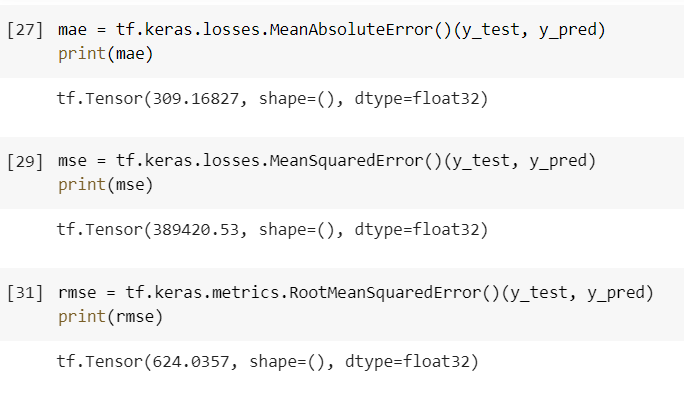 [27] mae = tf.keras.losses.MeanAbsoluteError()(y_test, y_pred)
print(mae)
tf.Tensor(309.16827, shape=(), dtype=float32)
[29] mse = tf.keras.losses.MeanSquaredError()(y_test, y_pred)
print(mse)
tf.Tensor(389420.53, shape=(), dtype=float32)
[31] rmse = tf.keras.metrics.RootMeanSquaredError()(y_test, y_pred)
print(rmse)
tf.Tensor(624.0357, shape=(), dtype=float32)